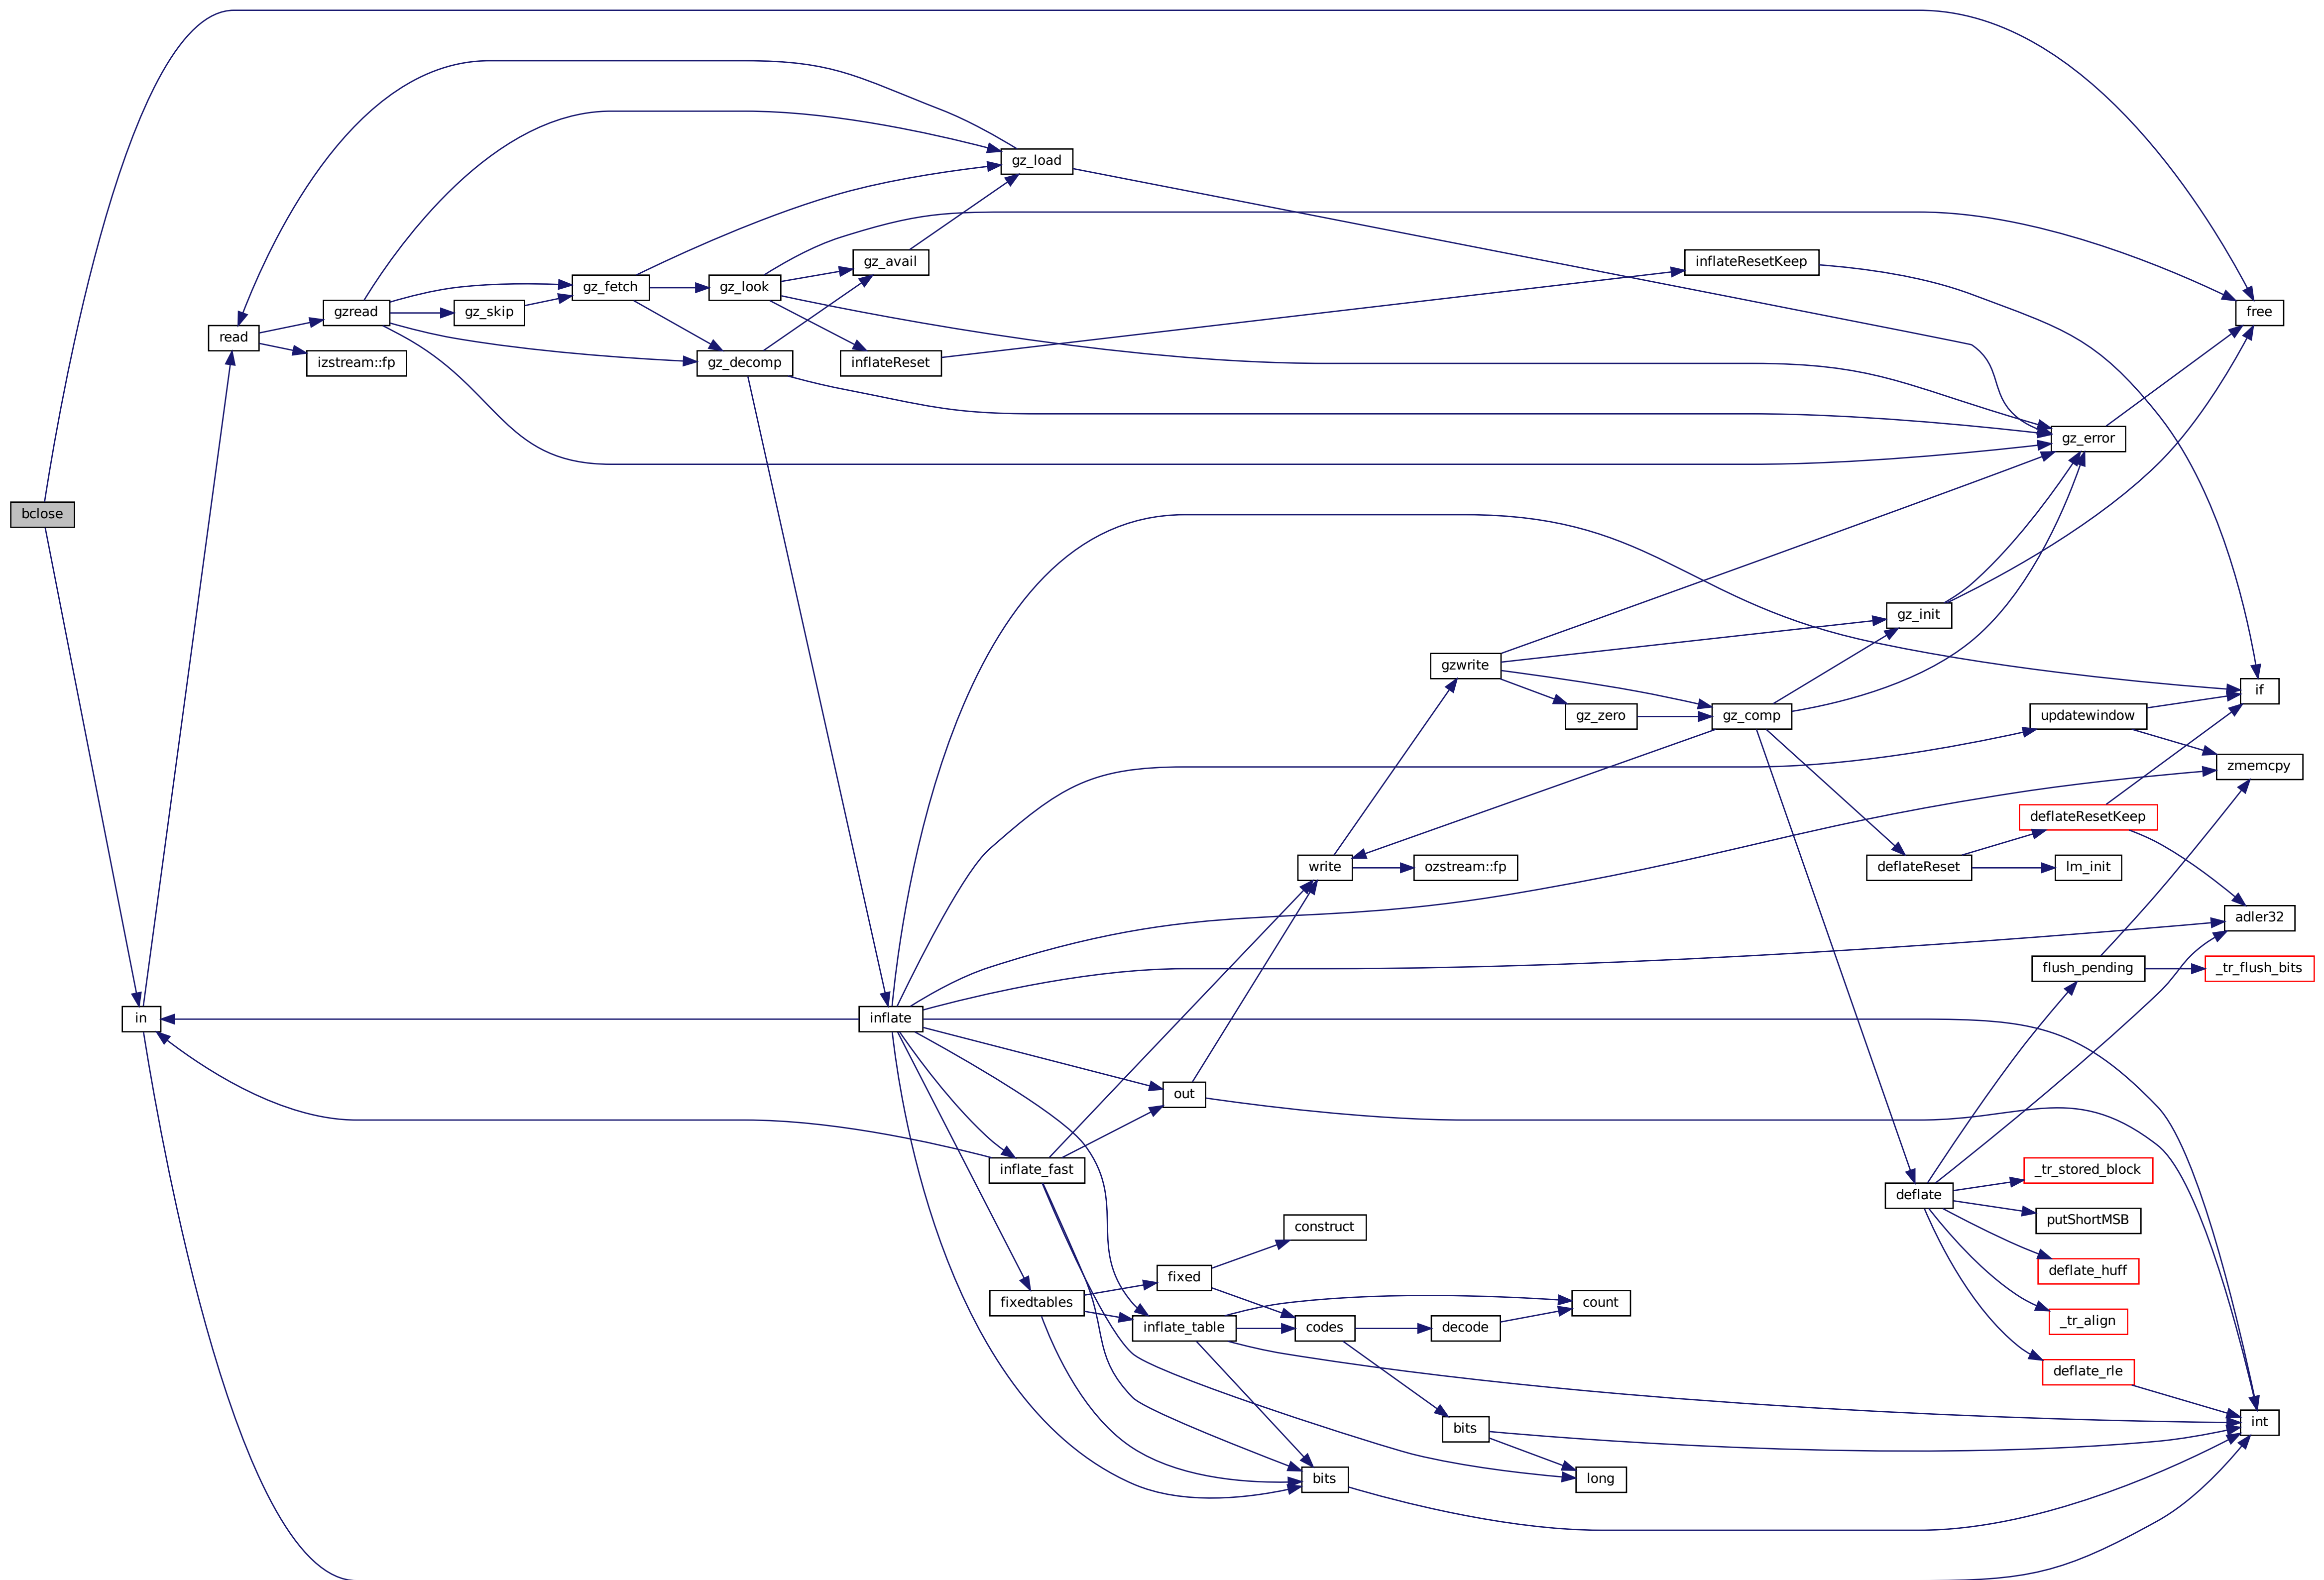 bclose
in
read
gzread
izstream::fp
gz_skip
gz_fetch
gz_look
gz_decomp
gz_load
gz_avail
inflateReset
inflateResetKeep
free
gz_error
gz_init
gzwrite
gz_zero
gz_comp
updatewindow
if
zmemcpy
deflateResetKeep
deflateReset
lm_init
write
ozstream::fp
adler32
flush_pending
_tr_flush_bits
inflate
out
inflate_fast
deflate
_tr_stored_block
putShortMSB
deflate_huff
_tr_align
deflate_rle
construct
fixed
fixedtables
inflate_table
codes
decode
count
bits
bits
long
int